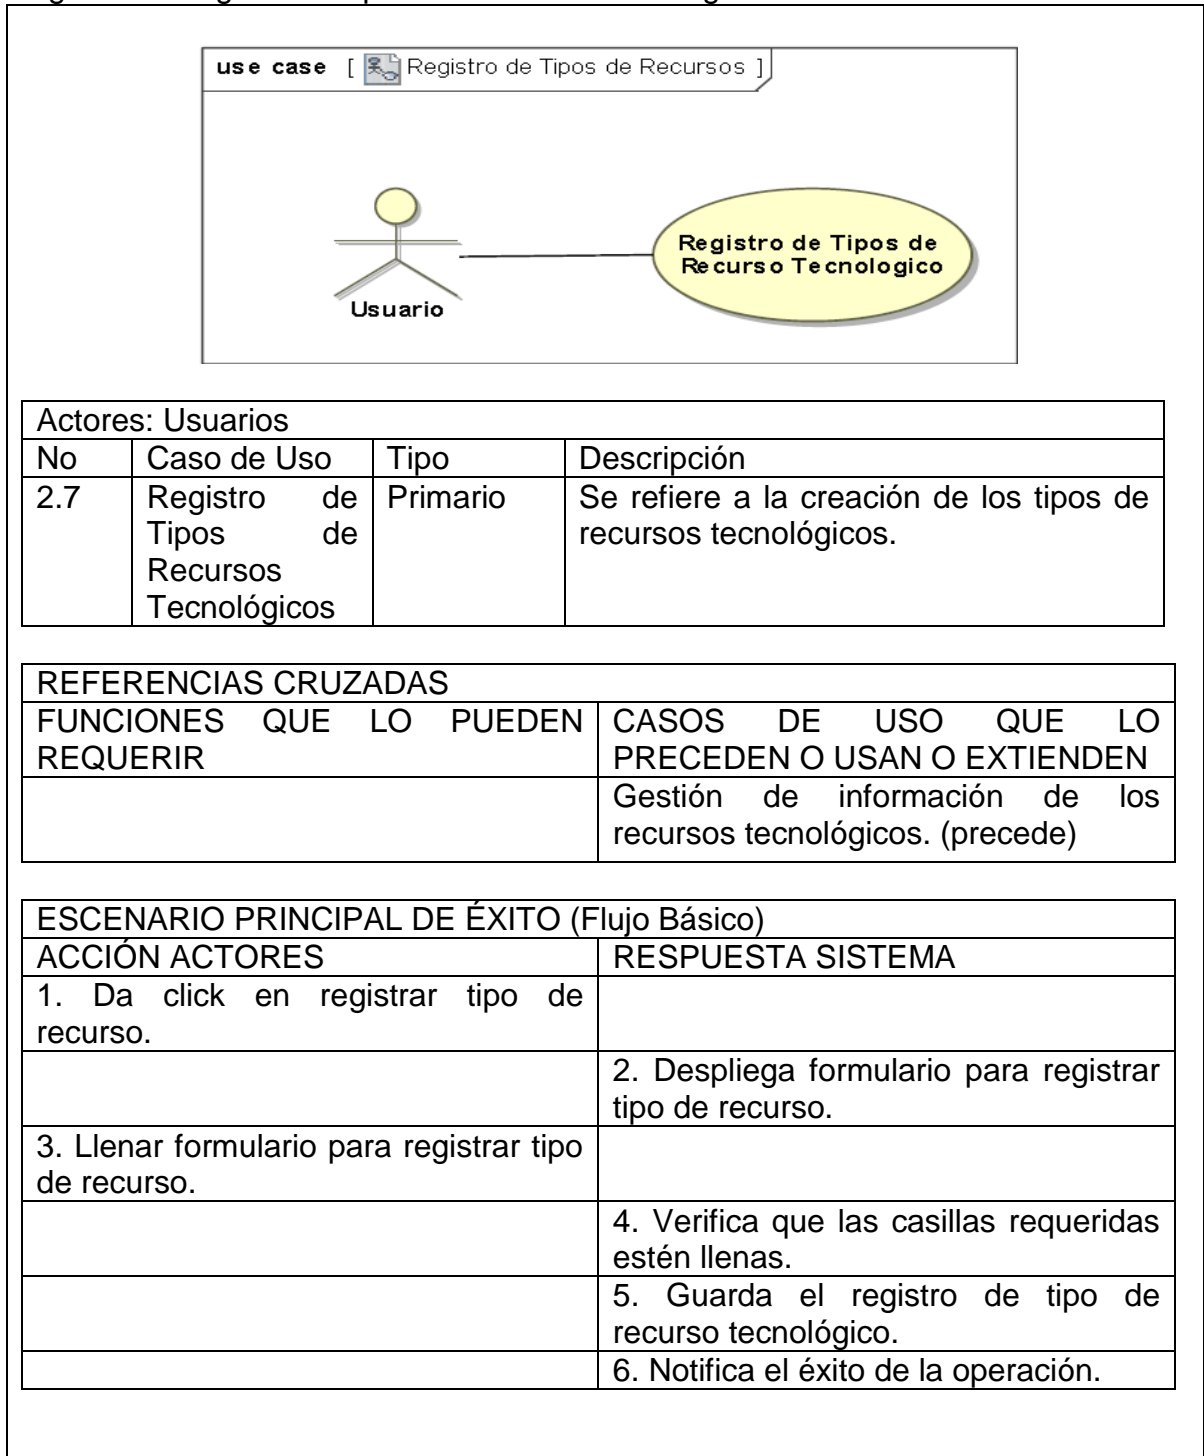 use case [ Registro de Tipos de Recursos ]
Usuario
Registro de Tipos de
Recurso Tecnologico
Actores: Usuarios
No Caso de Uso Tipo Descripción
2.7 Registro de Primario Se refiere a la creación de los tipos de
Tipos de recursos tecnológicos.
Recursos
Tecnológicos
REFERENCIAS CRUZADAS
FUNCIONES QUE LO PUEDEN CASOS DE USO QUE LO
REQUERIR PRECEDEN O USAN O EXTIENDEN
Gestión de información de los
recursos tecnológicos. (precede)
ESCENARIO PRINCIPAL DE ÉXITO (Flujo Básico)
ACCIÓN ACTORES RESPUESTA SISTEMA
1. Da click en registrar tipo de
recurso.
2. Despliega formulario para registrar
tipo de recurso.
3. Llenar formulario para registrar tipo
de recurso.
4. Verifica que las casillas requeridas
estén llenas.
5. Guarda el registro de tipo de
recurso tecnológico.
6. Notifica el éxito de la operación.